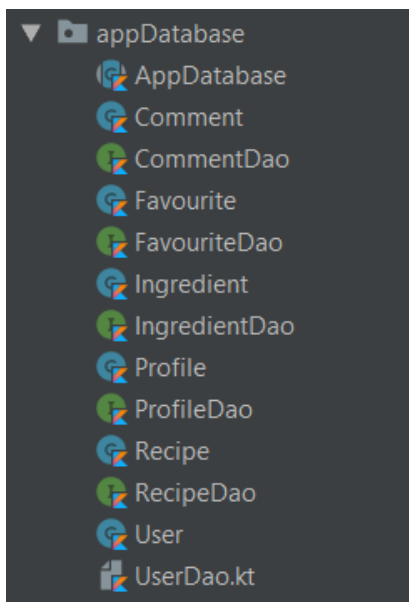 appDatabase
AppDatabase
Comment
CommentDao
Favourite
FavouriteDao
Ingredient
IngredientDao
Profile
ProfileDao
Recipe
RecipeDao
User
UserDao.kt